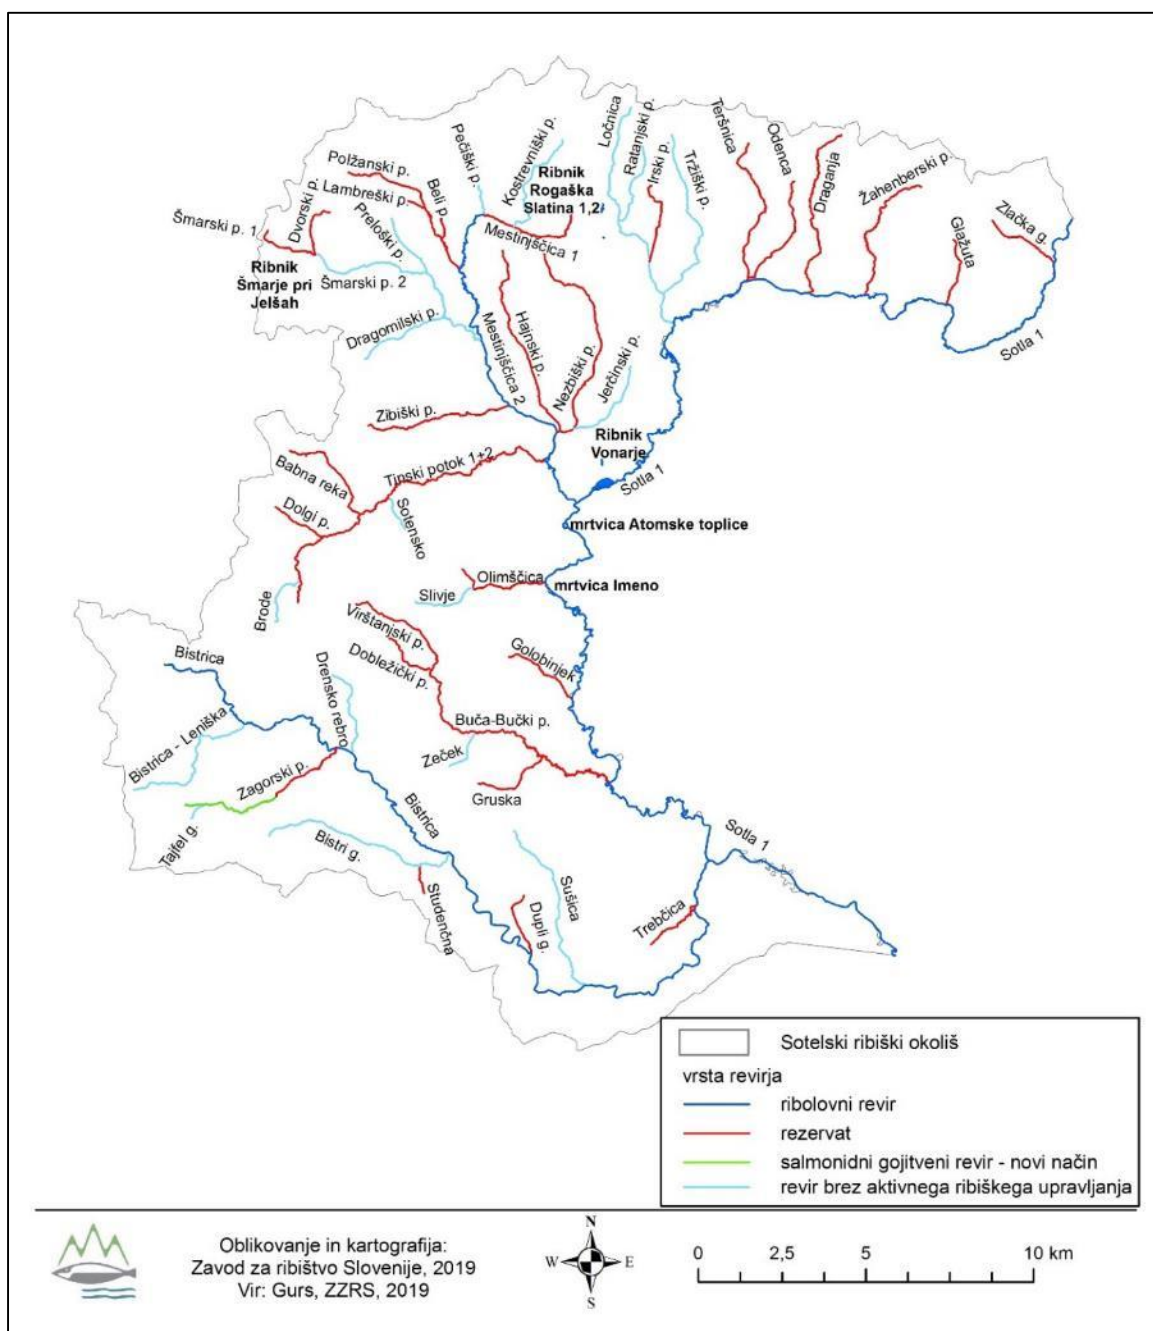 Ločnica
Ratanjski p.
Irski p.
Tržiški p.
Teršnica
Odenca
Draganja
Žahenberski p.
Glažuta
Zlačka g.
Pečiški p.
Kostrevniški p.
Ribnik
Rogaška
Slatina 1,2
Polžanski p.
Lambreški p.
Beli p.
Dvorski p.
Preloški p.
Šmarski p. 1
Mestinjščica 1
Ribnik
Šmarje pri
Jelšah
Šmarski p. 2
Dragomilski p.
Mestinjščica 2
Hajnski p.
Nezbiški p.
Jerčinski p.
Sotla 1
Zibiški p.
Ribnik
Vonarje
Babna reka
Tinski potok 1+2
Sotla 1
Dolgi p.
Sotensko
mrtvica Atomske toplice
Brode
Slivje
Olimščica
mrtvica Imeno
Virštanjski p.
Dobležički p.
Golobinjek
Bistrica
Drensko rebro
Bistrica - Leniška
Buča-Bučki p.
Zeček
Zagorski p.
Gruska
Tajfel g.
Bistri g.
Bistrica
Sotla 1
Studenčna
Dupli g.
Sušica
Trebčica
Sotelski ribiški okoliš
vrsta revirja
ribolovni revir
rezervat
salmonidni gojitveni revir - novi način
revir brez aktivnega ribiškega upravljanja
Oblikovanje in kartografija:
Zavod za ribištvo Slovenije, 2019
Vir: Gurs, ZZRS, 2019
N
W E
S
0 2,5 5 10 km